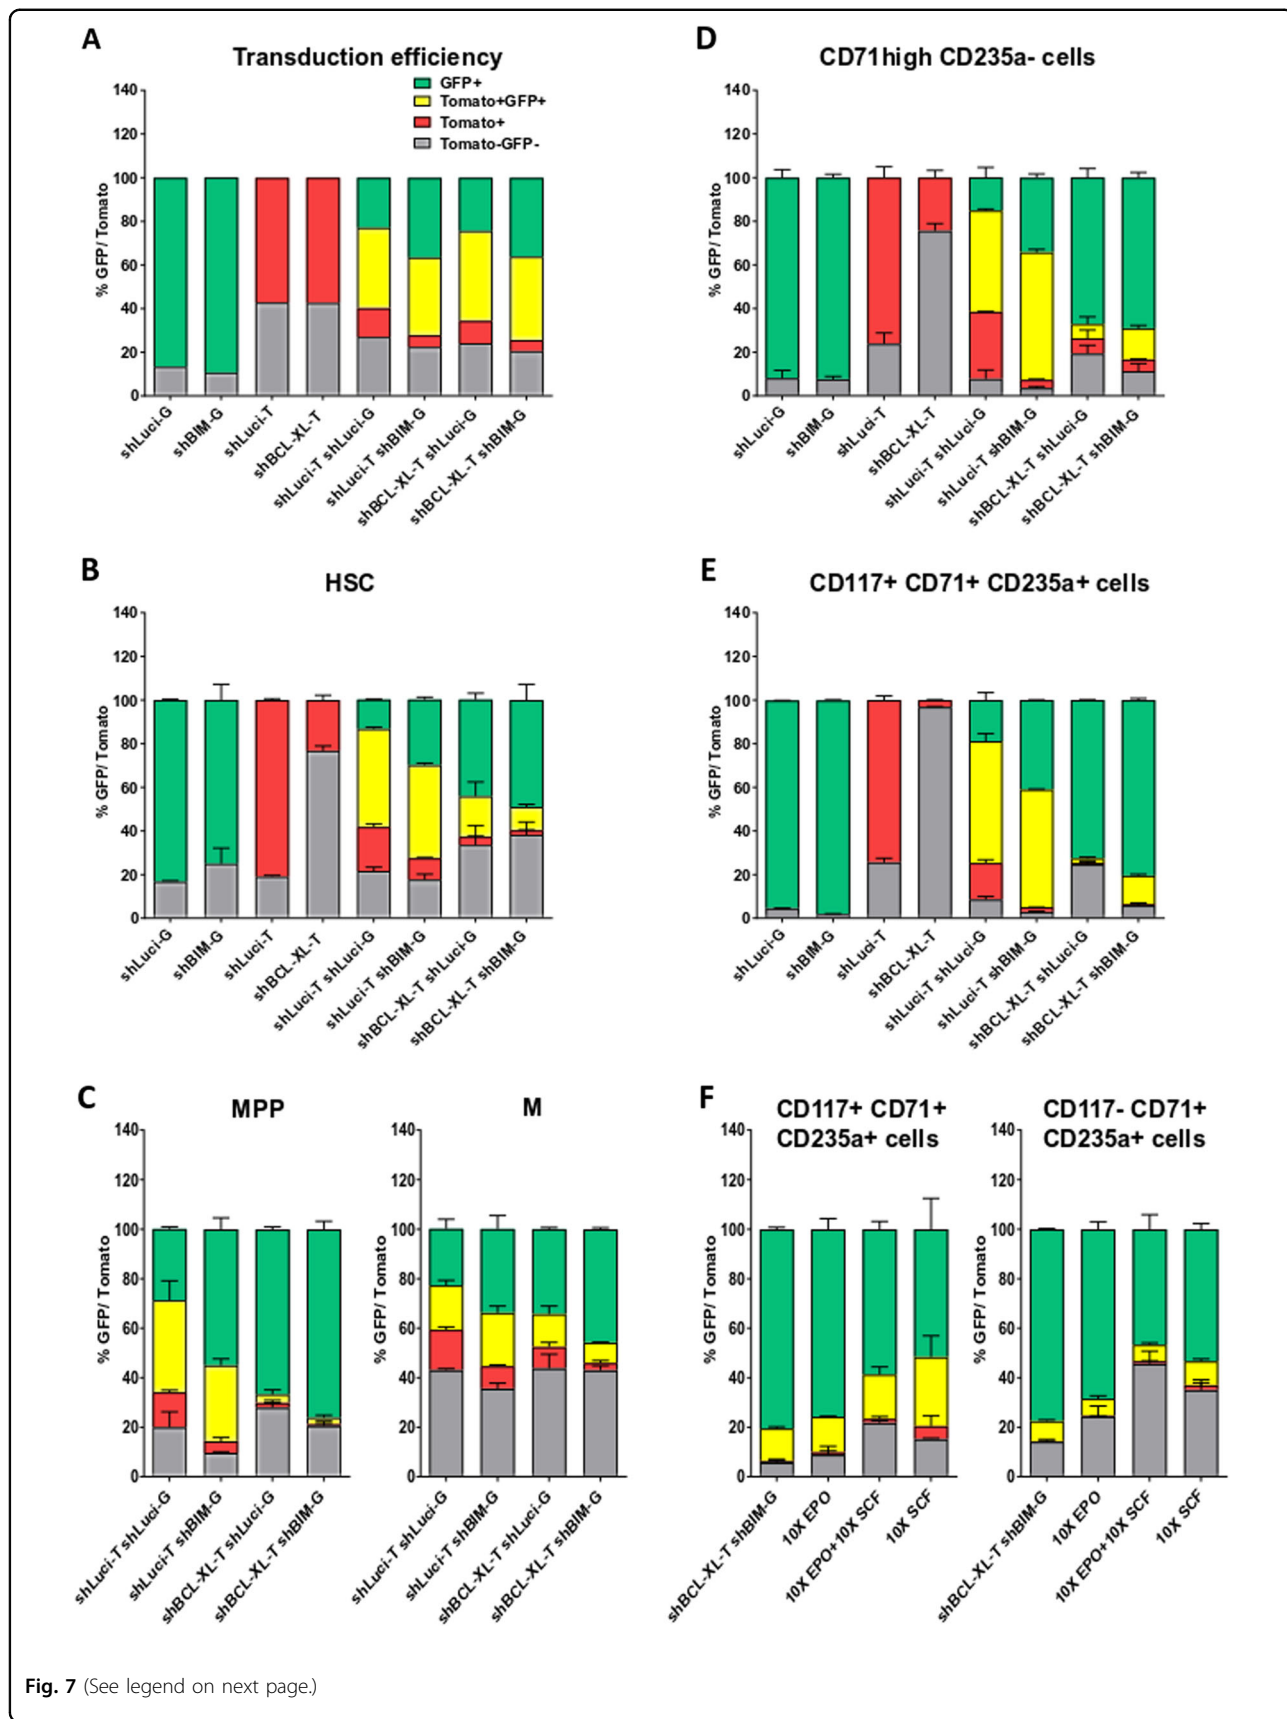 A
Transduction efficiency
GFP+
Tomato+GFP+
Tomato+
Tomato-GFP-
% GFP/ Tomato
140
120
100
80
60
40
20
0
shLuci-G
shBIM-G
shLuci-T
shBCL-XL-T
shLuci-T shLuci-G
shLuci-T shBIM-G
shBCL-XL-T shLuci-G
shBCL-XL-T shBIM-G
D
CD71high CD235a- cells
% GFP/ Tomato
140
120
100
80
60
40
20
0
shLuci-G
shBIM-G
shLuci-T
shBCL-XL-T
shLuci-T shLuci-G
shLuci-T shBIM-G
shBCL-XL-T shLuci-G
shBCL-XL-T shBIM-G
B
HSC
% GFP/ Tomato
140
120
100
80
60
40
20
0
shLuci-G
shBIM-G
shLuci-T
shBCL-XL-T
shLuci-T shLuci-G
shLuci-T shBIM-G
shBCL-XL-T shLuci-G
shBCL-XL-T shBIM-G
E
CD117+ CD71+ CD235a+ cells
% GFP/ Tomato
140
120
100
80
60
40
20
0
shLuci-G
shBIM-G
shLuci-T
shBCL-XL-T
shLuci-T shLuci-G
shLuci-T shBIM-G
shBCL-XL-T shLuci-G
shBCL-XL-T shBIM-G
C
MPP
% GFP/ Tomato
140
120
100
80
60
40
20
0
shLuci-T shLuci-G
shLuci-T shBIM-G
shBCL-XL-T shLuci-G
shBCL-XL-T shBIM-G
M
% GFP/ Tomato
140
120
100
80
60
40
20
0
shLuci-T shLuci-G
shLuci-T shBIM-G
shBCL-XL-T shLuci-G
shBCL-XL-T shBIM-G
F
CD117+ CD71+
CD235a+ cells
% GFP/ Tomato
140
120
100
80
60
40
20
0
shBCL-XL-T shBIM-G
10X EPO
10X EPO+10X SCF
10X SCF
CD117- CD71+
CD235a+ cells
% GFP/ Tomato
140
120
100
80
60
40
20
0
shBCL-XL-T shBIM-G
10X EPO
10X EPO+10X SCF
10X SCF
Fig. 7 (See legend on next page.)